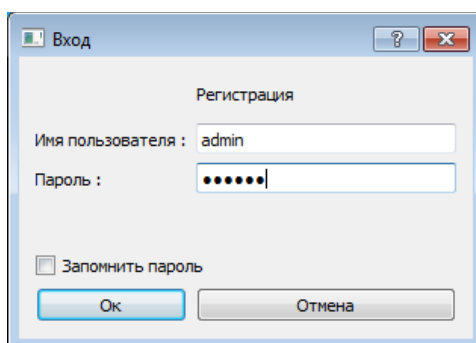 Вход
Регистрация
Имя пользователя : admin
Пароль : ••••••
Запомнить пароль
Ок Отмена